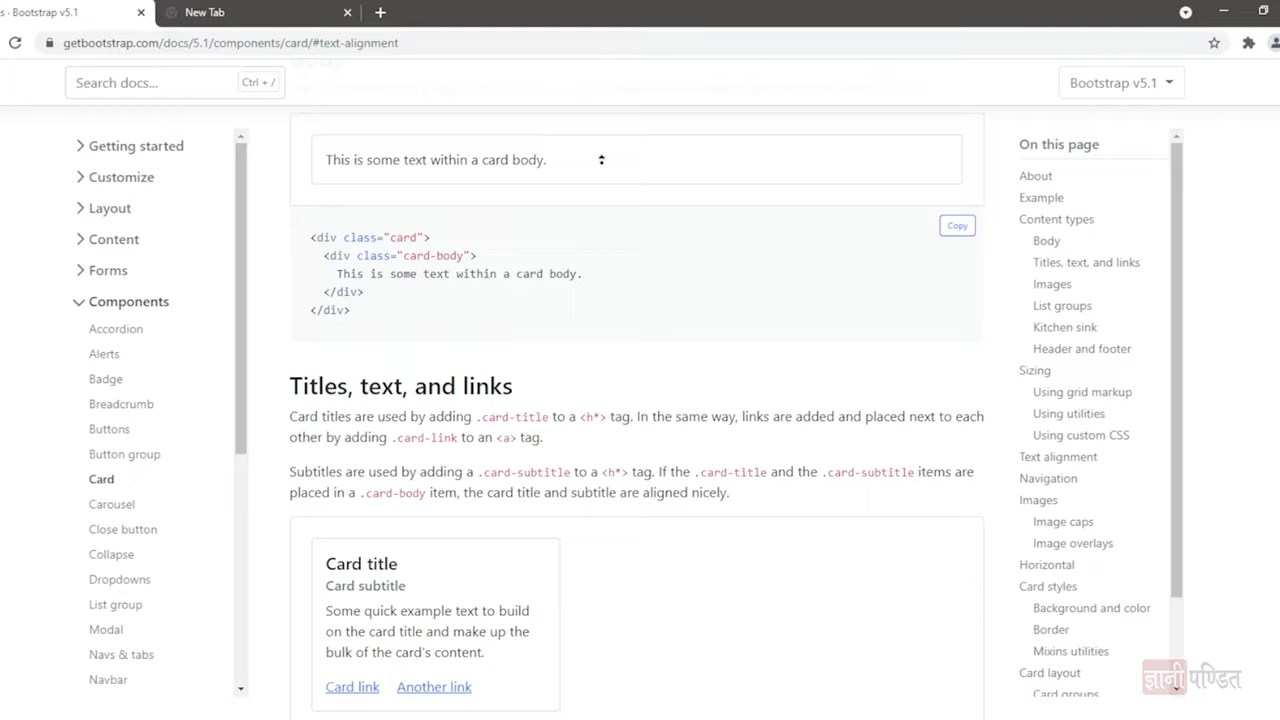 s · Bootstrap v5.1
New Tab
getbootstrap.com/docs/5.1/components/card/#text-alignment
Search docs...
Ctrl + /
Bootstrap v5.1
Getting started
Customize
Layout
Content
Forms
Components
Accordion
Alerts
Badge
Breadcrumb
Buttons
Button group
Card
Carousel
Close button
Collapse
Dropdowns
List group
Modal
Navs & tabs
Navbar
This is some text within a card body.
Copy
<div class="card">
<div class="card-body">
This is some text within a card body.
</div>
</div>
Titles, text, and links
Card titles are used by adding .card-title to a <h*> tag. In the same way, links are added and placed next to each
other by adding .card-link to an <a> tag.
Subtitles are used by adding a .card-subtitle to a <h*> tag. If the .card-title and the .card-subtitle items are
placed in a .card-body item, the card title and subtitle are aligned nicely.
Card title
Card subtitle
Some quick example text to build
on the card title and make up the
bulk of the card's content.
Card link Another link
On this page
About
Example
Content types
Body
Titles, text, and links
Images
List groups
Kitchen sink
Header and footer
Sizing
Using grid markup
Using utilities
Using custom CSS
Text alignment
Navigation
Images
Image caps
Image overlays
Horizontal
Card styles
Background and color
Border
Mixins utilities
Card layout
Card groups
ज्ञानी पण्डित